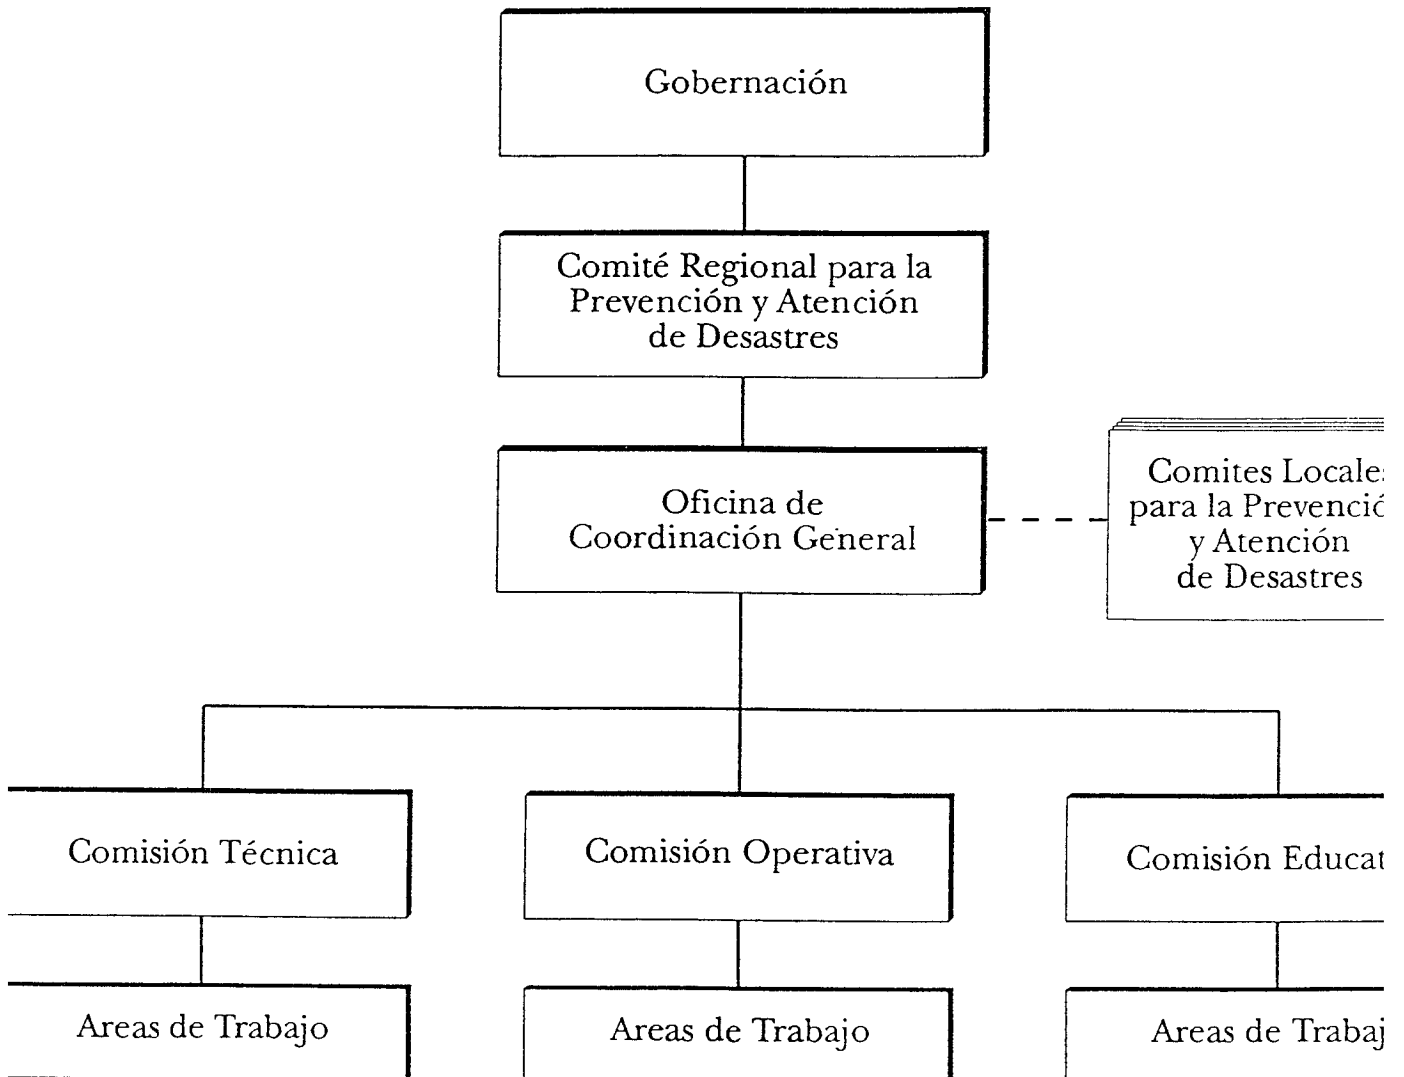 Gobernación
Comité Regional para la
Prevención y Atención
de Desastres
Oficina de
Coordinación General
Comites Locale
para la Prevenció
y Atención
de Desastres
Comisión Técnica
Comisión Operativa
Comisión Educat
Areas de Trabajo
Areas de Trabajo
Areas de Trabaj